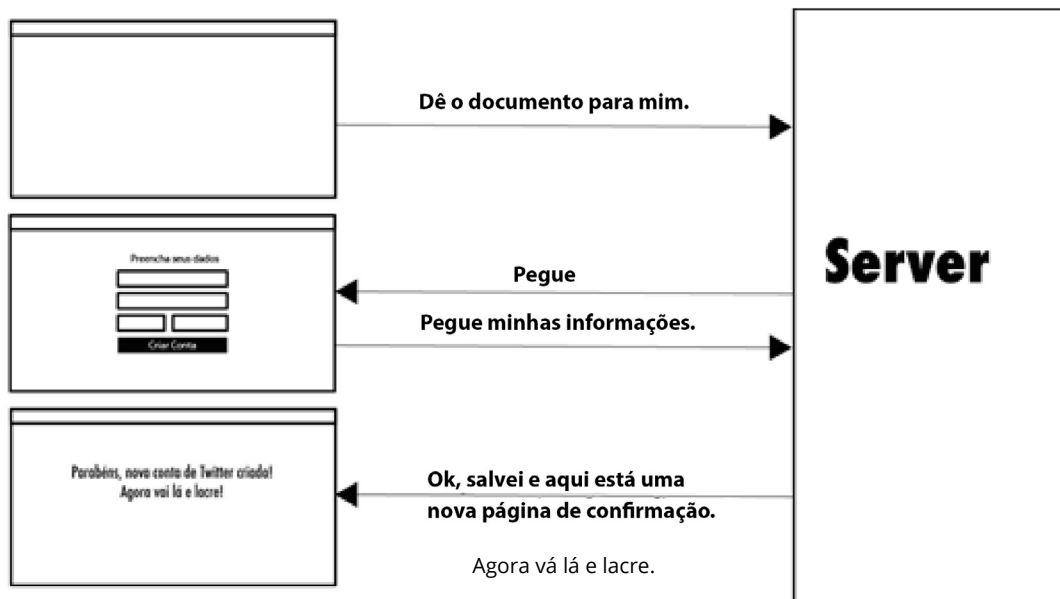 Dê o documento para mim.
Server
Preencha seus dados
Pegue
Pegue minhas informações.
Criar Conta
Parabéns, nova conta de Twitter criada!
Agora vai lá e lacre!
Ok, salvei e aqui está uma
nova página de confirmação.
Agora vá lá e lacre.